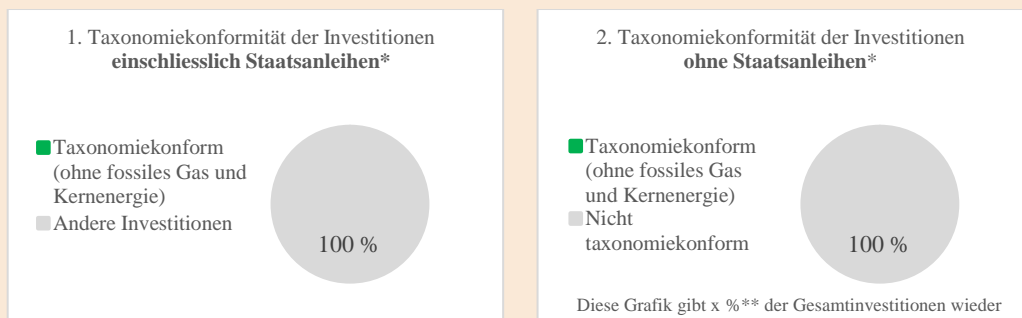 1. Taxonomiekonformität der Investitionen
einschliesslich Staatsanleihen*
Taxonomiekonform
(ohne fossiles Gas und
Kernenergie)
Andere Investitionen
100 %
2. Taxonomiekonformität der Investitionen
ohne Staatsanleihen*
Taxonomiekonform
(ohne fossiles Gas
und Kernenergie)
Nicht
taxonomiekonform
100 %
Diese Grafik gibt x %** der Gesamtinvestitionen wieder